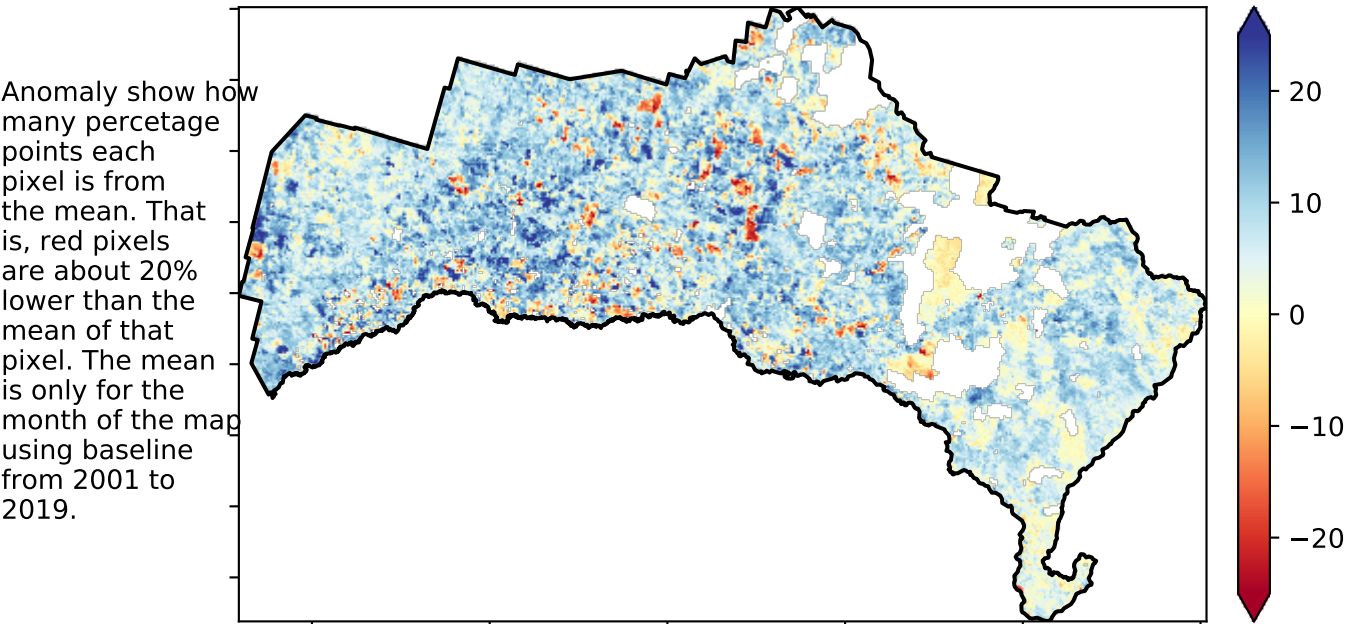 Anomaly show how
many percetage
points each
pixel is from
the mean. That
is, red pixels
are about 20%
lower than the
mean of that
pixel. The mean
is only for the
month of the map
using baseline
from 2001 to
2019.
20
10
0
−10
−20